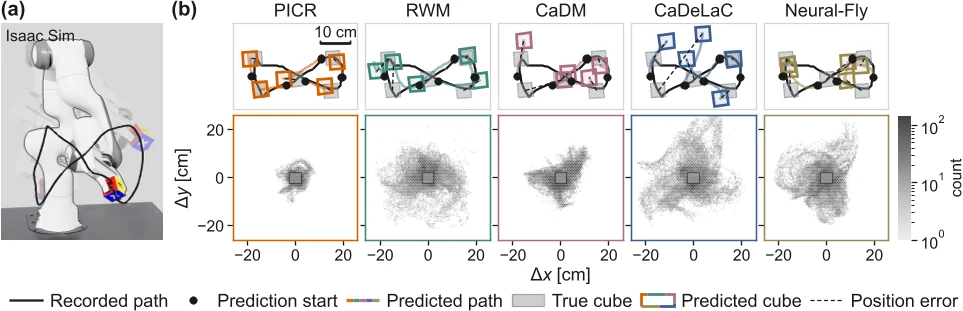 (a)
Isaac Sim
(b)
PICR
RWM
CaDM
CaDeLaC
Neural-Fly
10 cm
Δy [cm]
20
0
−20
−20 0 20
−20 0 20
−20 0 20
−20 0 20
−20 0 20
Δx [cm]
10²
10¹
10⁰
count
Recorded path
Prediction start
Predicted path
True cube
Predicted cube
Position error